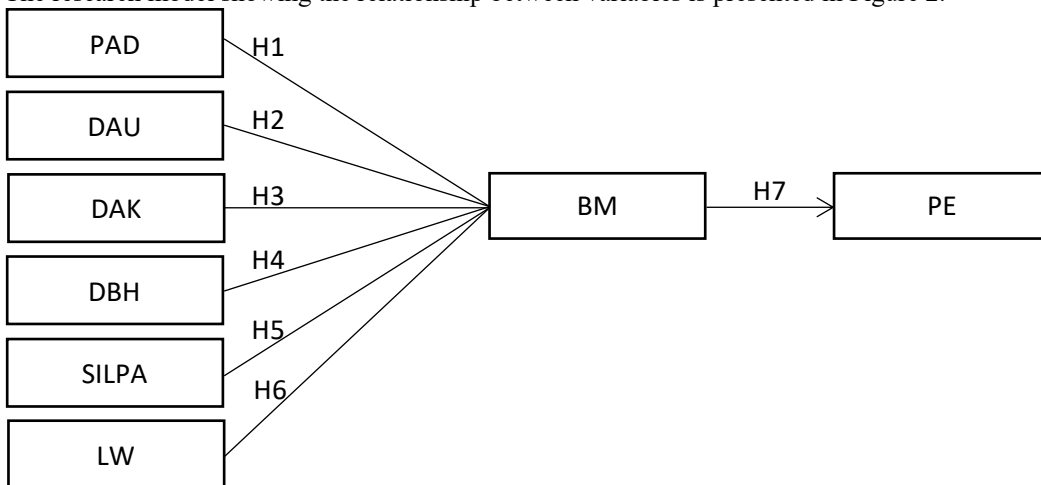 The research model showing the relationship between variables is presented in Figure 2.
PAD
H1
DAU
H2
DAK
H3
BM
H7
PE
H4
DBH
H5
SILPA
H6
LW